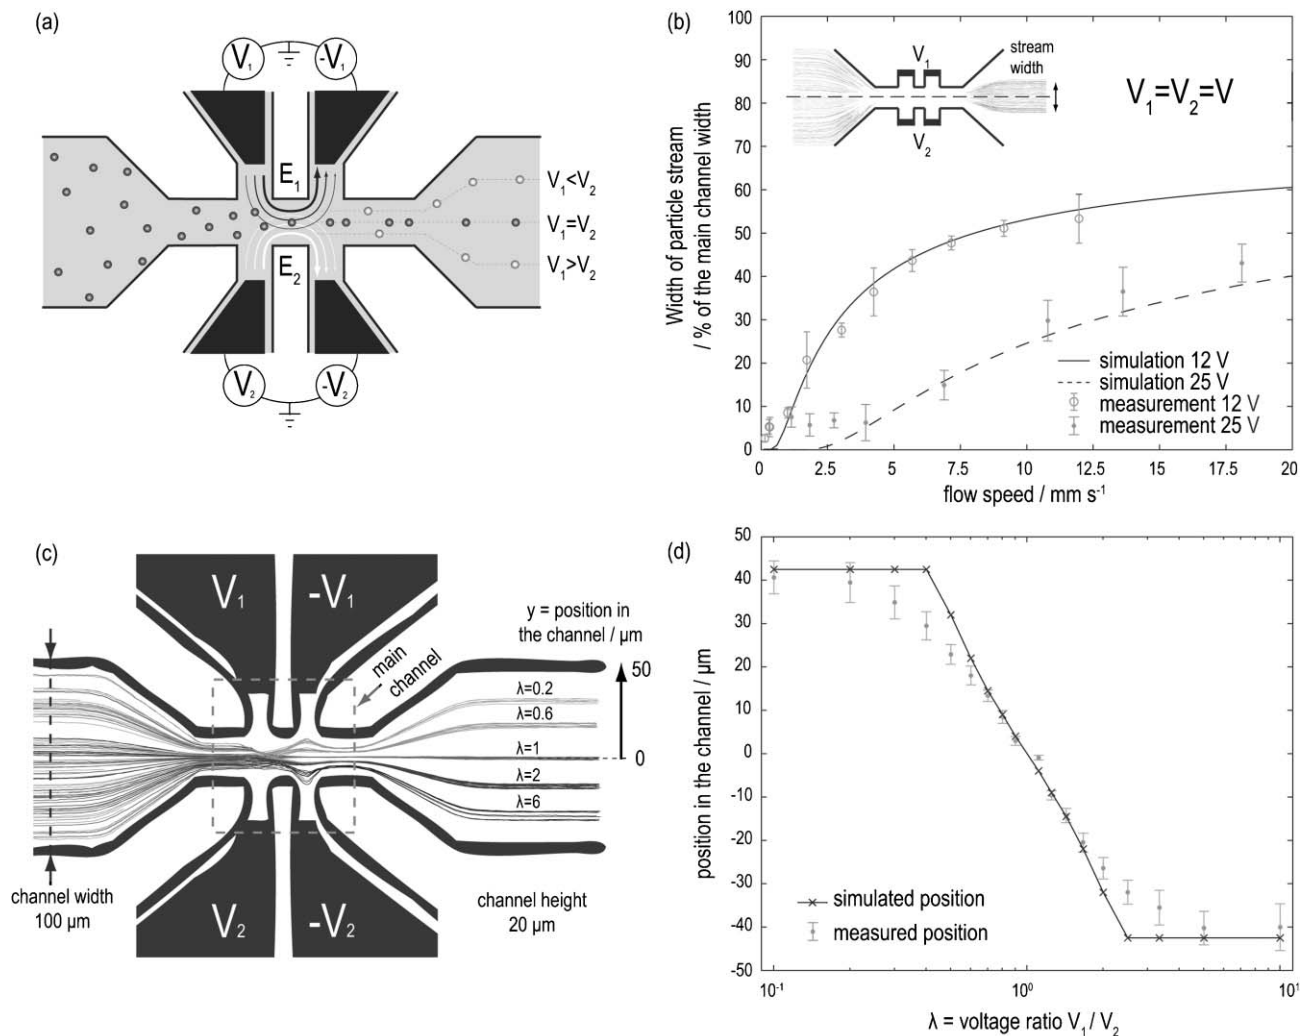 (a)
V₁
-V₁
E₁
V₁<V₂
V₁=V₂
V₁>V₂
E₂
V₂
-V₂
(b)
Width of particle stream
/ % of the main channel width
100
90
80
70
60
50
40
30
20
10
0
V₁
V₂
stream
width
V₁=V₂=V
simulation 12 V
simulation 25 V
measurement 12 V
measurement 25 V
0
2.5
5
7.5
10
12.5
15
17.5
20
flow speed / mm s⁻¹
(c)
V₁
-V₁
y = position in
the channel / µm
main
channel
50
0
λ=0.2
λ=0.6
λ=1
λ=2
λ=6
channel width
100 µm
V₂
-V₂
channel height
20 µm
(d)
position in the channel / µm
50
40
30
20
10
0
-10
-20
-30
-40
-50
simulated position
measured position
10⁻¹
10⁰
10¹
λ = voltage ratio V₁ / V₂